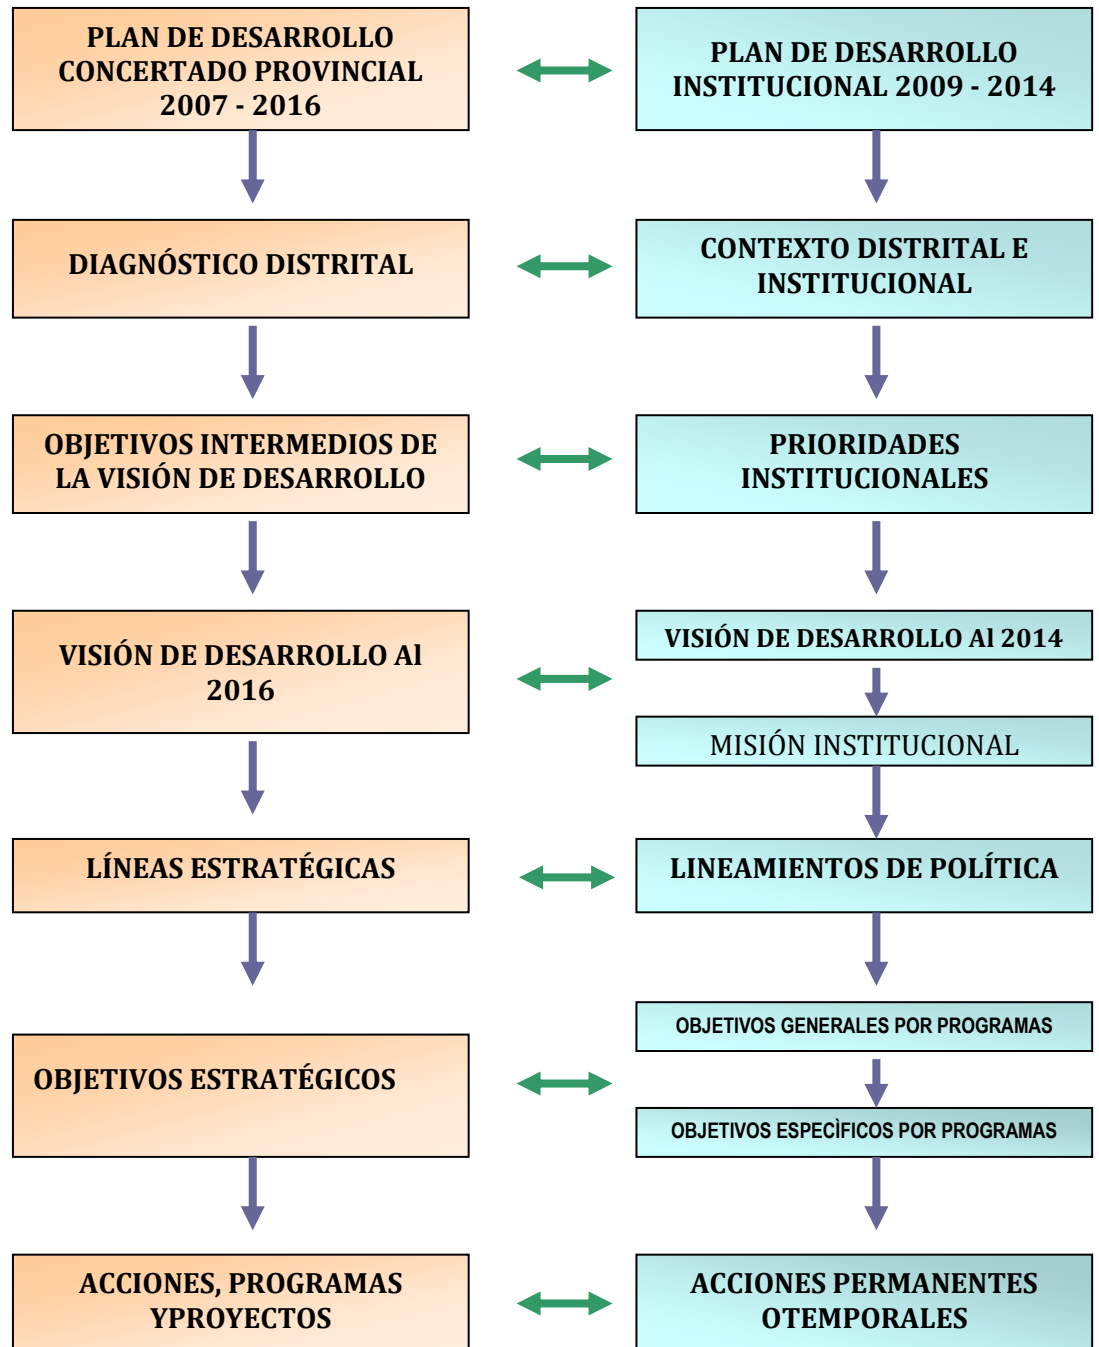 PLAN DE DESARROLLO
CONCERTADO PROVINCIAL
2007 - 2016
PLAN DE DESARROLLO
INSTITUCIONAL 2009 - 2014
DIAGNÓSTICO DISTRITAL
CONTEXTO DISTRITAL E
INSTITUCIONAL
OBJETIVOS INTERMEDIOS DE
LA VISIÓN DE DESARROLLO
PRIORIDADES
INSTITUCIONALES
VISIÓN DE DESARROLLO Al
2016
VISIÓN DE DESARROLLO Al 2014
MISIÓN INSTITUCIONAL
LÍNEAS ESTRATÉGICAS
LINEAMIENTOS DE POLÍTICA
OBJETIVOS ESTRATÉGICOS
OBJETIVOS GENERALES POR PROGRAMAS
OBJETIVOS ESPECÌFICOS POR PROGRAMAS
ACCIONES, PROGRAMAS
YPROYECTOS
ACCIONES PERMANENTES
OTEMPORALES